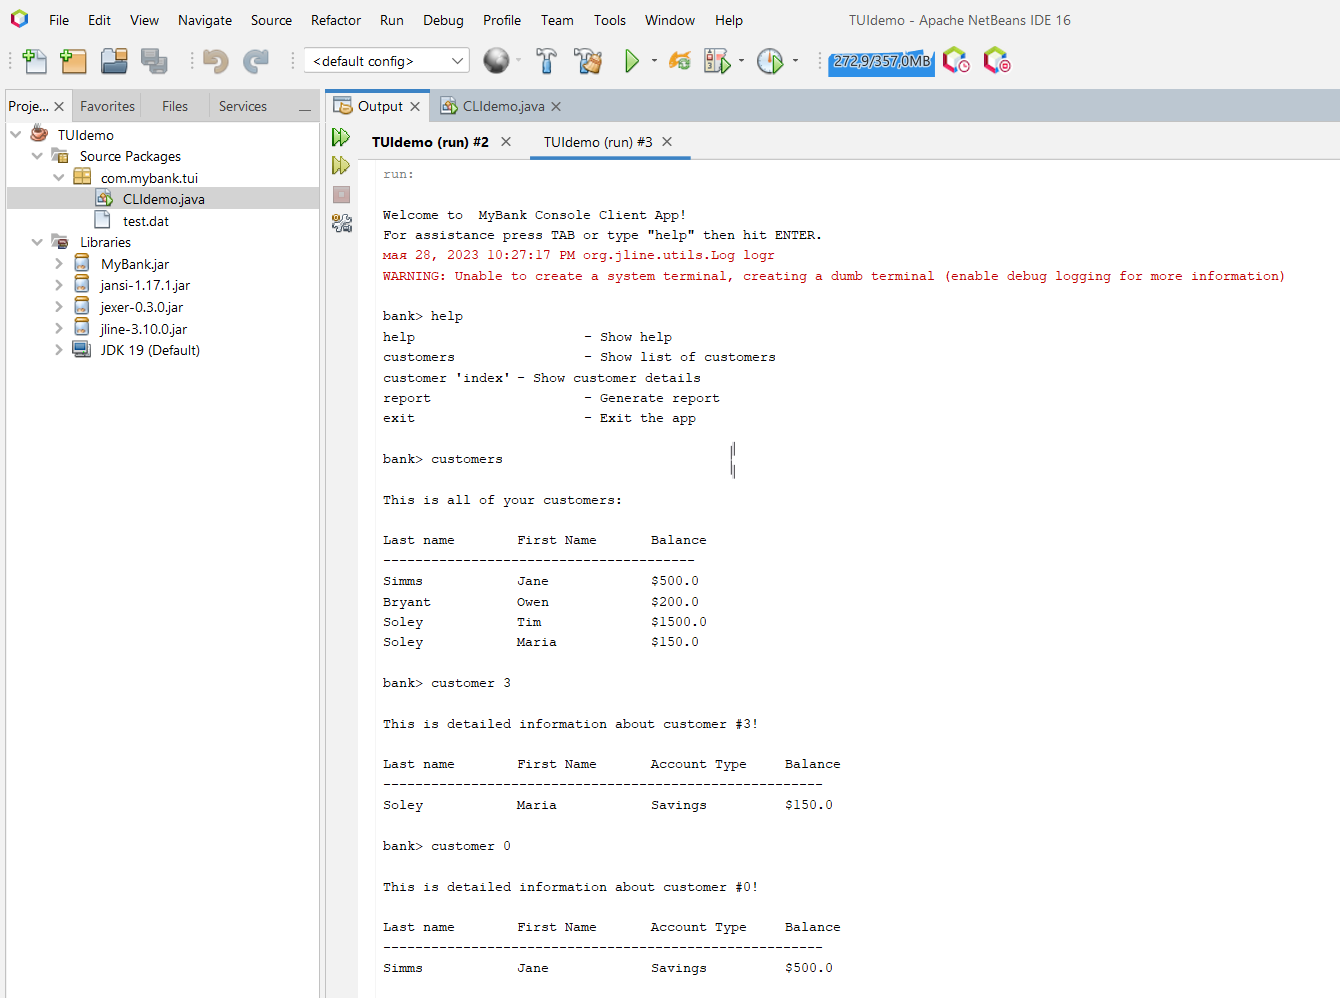 File Edit View Navigate Source Refactor Run Debug Profile Team Tools Window Help TUIdemo - Apache NetBeans IDE 16
<default config> 272,9/357,0MB
Proje... Favorites Files Services
TUIdemo
Source Packages
com.mybank.tui
CLIdemo.java
test.dat
Libraries
MyBank.jar
jansi-1.17.1.jar
jexer-0.3.0.jar
jline-3.10.0.jar
JDK 19 (Default)
Output CLIdemo.java
TUIdemo (run) #2 TUIdemo (run) #3
run:
Welcome to  MyBank Console Client App!
For assistance press TAB or type "help" then hit ENTER.
мая 28, 2023 10:27:17 PM org.jline.utils.Log logr
WARNING: Unable to create a system terminal, creating a dumb terminal (enable debug logging for more information)
bank> help
help - Show help
customers - Show list of customers
customer 'index' - Show customer details
report - Generate report
exit - Exit the app
bank> customers
This is all of your customers:
Last name First Name Balance
---------------------------------------
Simms Jane $500.0
Bryant Owen $200.0
Soley Tim $1500.0
Soley Maria $150.0
bank> customer 3
This is detailed information about customer #3!
Last name First Name Account Type Balance
-------------------------------------------------------
Soley Maria Savings $150.0
bank> customer 0
This is detailed information about customer #0!
Last name First Name Account Type Balance
-------------------------------------------------------
Simms Jane Savings $500.0